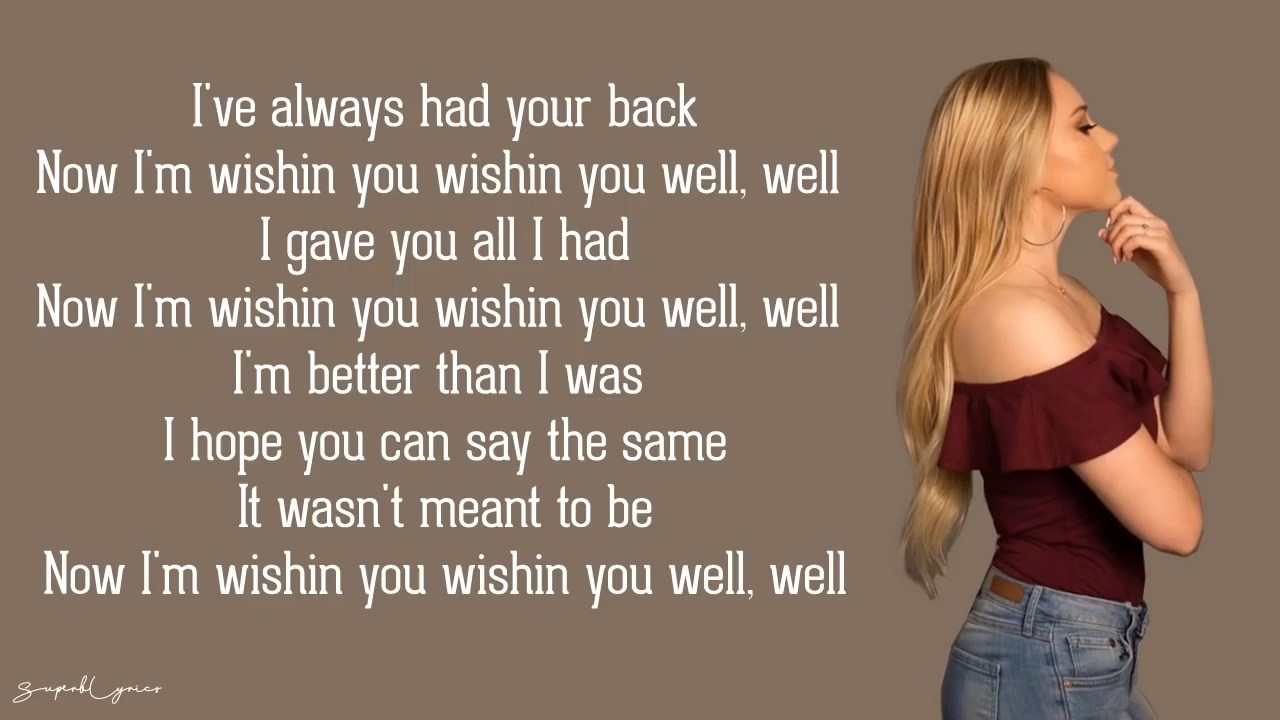 I've always had your back
Now I'm wishin you wishin you well, well
I gave you all I had
Now I'm wishin you wishin you well, well
I'm better than I was
I hope you can say the same
It wasn't meant to be
Now I'm wishin you wishin you well, well
SuperbLyrics